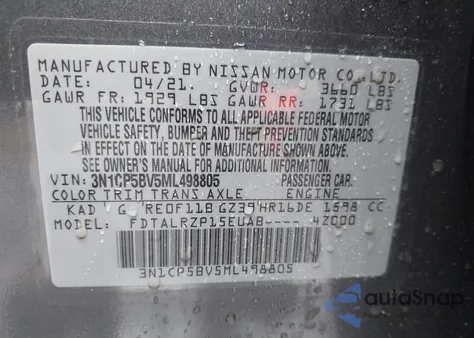 MANUFACTURED BY NISSAN MOTOR CO.,LTD.
DATE: 04/21. GVWR: 3660 LBS
GAWR FR: 1929 LBS GAWR RR: 1731 LBS
THIS VEHICLE CONFORMS TO ALL APPLICABLE FEDERAL MOTOR
VEHICLE SAFETY, BUMPER AND THEFT PREVENTION STANDARDS
IN EFFECT ON THE DATE OF MANUFACTURE SHOWN ABOVE.
SEE OWNER'S MANUAL FOR ADDITIONAL INFORMATION.
VIN: 3N1CP5BV5ML498805 PASSENGER CAR.
COLOR TRIM TRANS AXLE ENGINE
KAD G RE0F11B GZ39 HR16DE 1598 CC
FDTALRZP15EUAB---- 42000
3N1CP5BV5ML498805
autoSnap